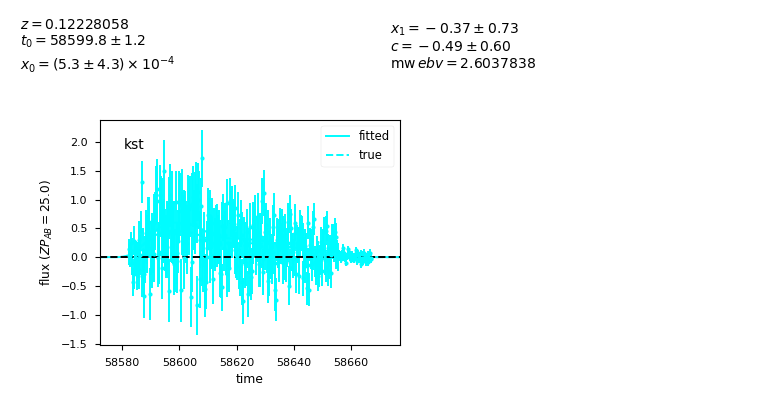 z = 0.12228058
t₀ = 58599.8 ± 1.2
x₀ = (5.3 ± 4.3) × 10⁻⁴
x₁ = −0.37 ± 0.73
c = −0.49 ± 0.60
mw ebv = 2.6037838
kst
fitted
true
flux (ZP_AB = 25.0)
2.0
1.5
1.0
0.5
0.0
−0.5
−1.0
−1.5
58580 58600 58620 58640 58660
time